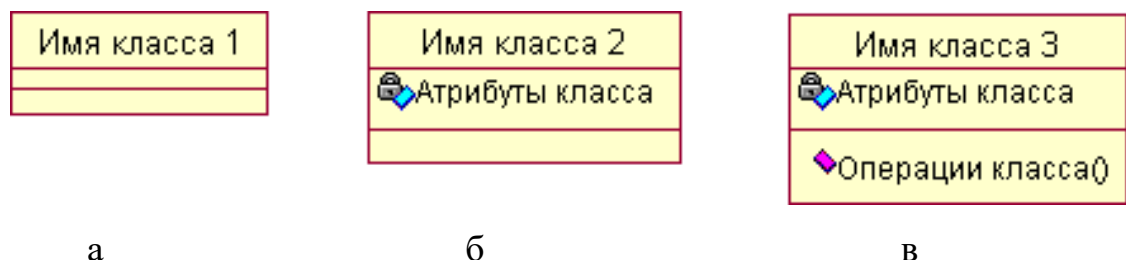 Имя класса 1
Имя класса 2
Атрибуты класса
Имя класса 3
Атрибуты класса
Операции класса()
а
б
в